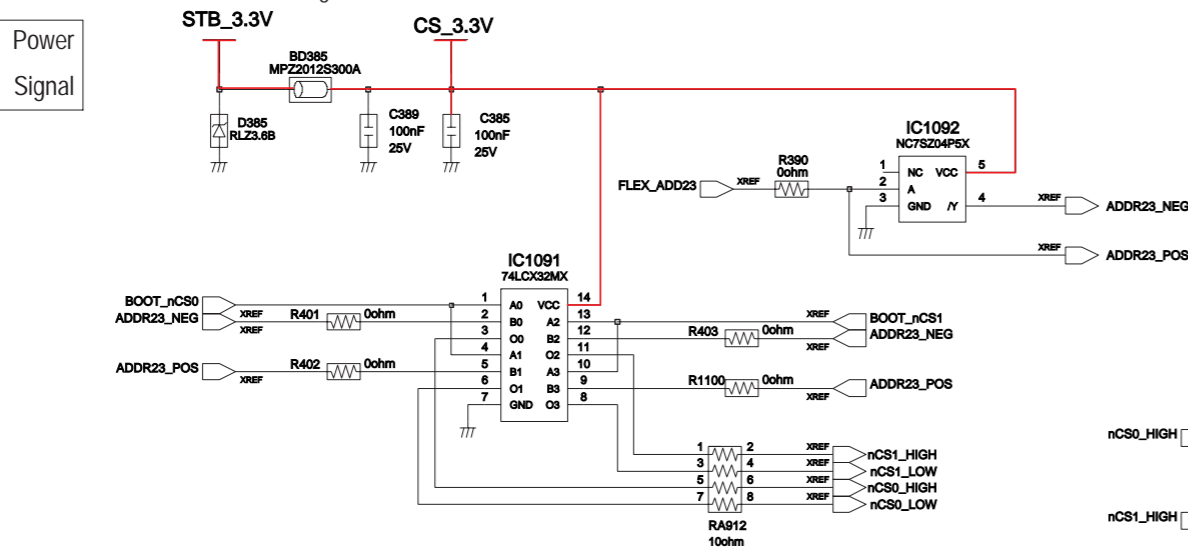 Power
Signal
STB_3.3V
CS_3.3V
BD385
MPZ2012S300A
D385
RLZ3.6B
C389
100nF
25V
C385
100nF
25V
IC1092
NC7SZ04P5X
1 NC VCC 5
2 A
3 GND /Y 4
R390
0ohm
FLEX_ADD23 XREF
XREF ADDR23_NEG
XREF ADDR23_POS
IC1091
74LCX32MX
BOOT_nCS0
ADDR23_NEG XREF R401 0ohm
XREF
ADDR23_POS XREF R402 0ohm
1 A0 VCC 14
2 B0 A2 13
3 O0 B2 12
4 A1 O2 11
5 B1 A3 10
6 O1 B3 9
7 GND O3 8
XREF BOOT_nCS1
R403 0ohm XREF ADDR23_NEG
R1100 0ohm XREF ADDR23_POS
1 2 XREF nCS1_HIGH
3 4 XREF nCS1_LOW
5 6 XREF nCS0_HIGH
7 8 XREF nCS0_LOW
RA912
10ohm
nCS0_HIGH
nCS1_HIGH